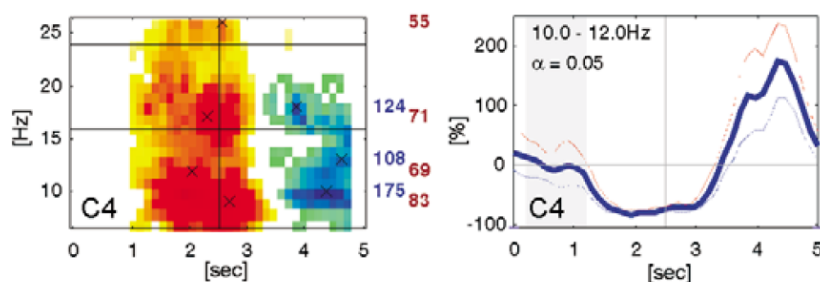 25
20
15
10
[Hz]
C4
0 1 2 3 4 5
[sec]
55
124 71
108
69
175 83
200
100
0
-100
[%]
10.0 - 12.0Hz
α = 0.05
C4
0 1 2 3 4 5
[sec]